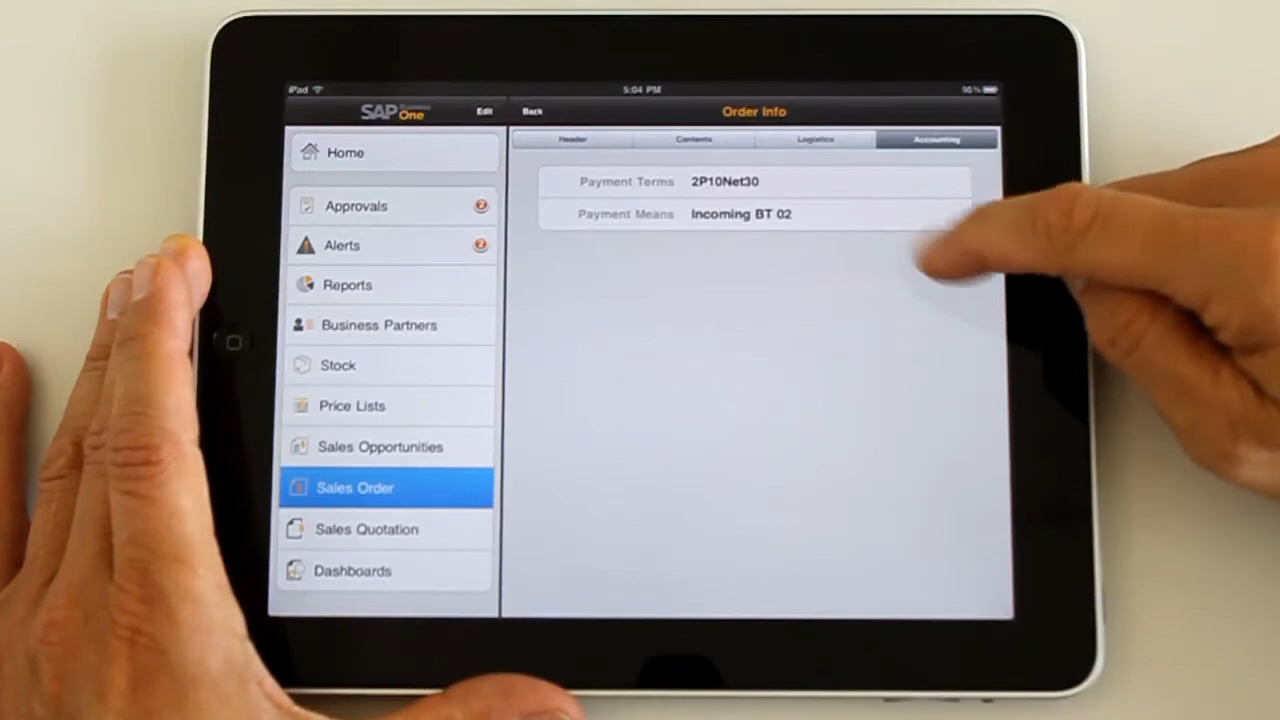 iPad 5:04 PM
SAP Business One Edit Back Order Info
Header Contents Logistics Accounting
Home
Approvals 2
Alerts 2
Reports
Business Partners
Stock
Price Lists
Sales Opportunities
Sales Order
Sales Quotation
Dashboards
Payment Terms 2P10Net30
Payment Means Incoming BT 02